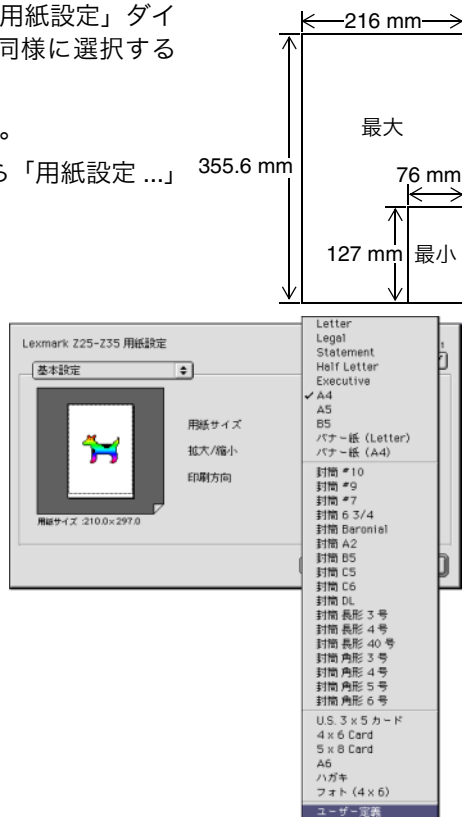 用紙設定」ダイ
同様に選択する
。
ら「用紙設定 ...」
216 mm
最大
355.6 mm
76 mm
127 mm
最小
Lexmark Z25-Z35 用紙設定
基本設定
用紙サイズ
拡大/縮小
印刷方向
用紙サイズ :210.0×297.0
1
Letter
Legal
Statement
Half Letter
Executive
✓ A4
A5
B5
バナー紙 (Letter)
バナー紙 (A4)
封筒 #10
封筒 #9
封筒 #7
封筒 6 3/4
封筒 Baronial
封筒 A2
封筒 B5
封筒 C5
封筒 C6
封筒 DL
封筒 長形 3 号
封筒 長形 4 号
封筒 長形 40 号
封筒 角形 3 号
封筒 角形 4 号
封筒 角形 5 号
封筒 角形 6 号
U.S. 3 x 5 カード
4 x 6 Card
5 x 8 Card
A6
ハガキ
フォト (4 x 6)
ユーザー定義